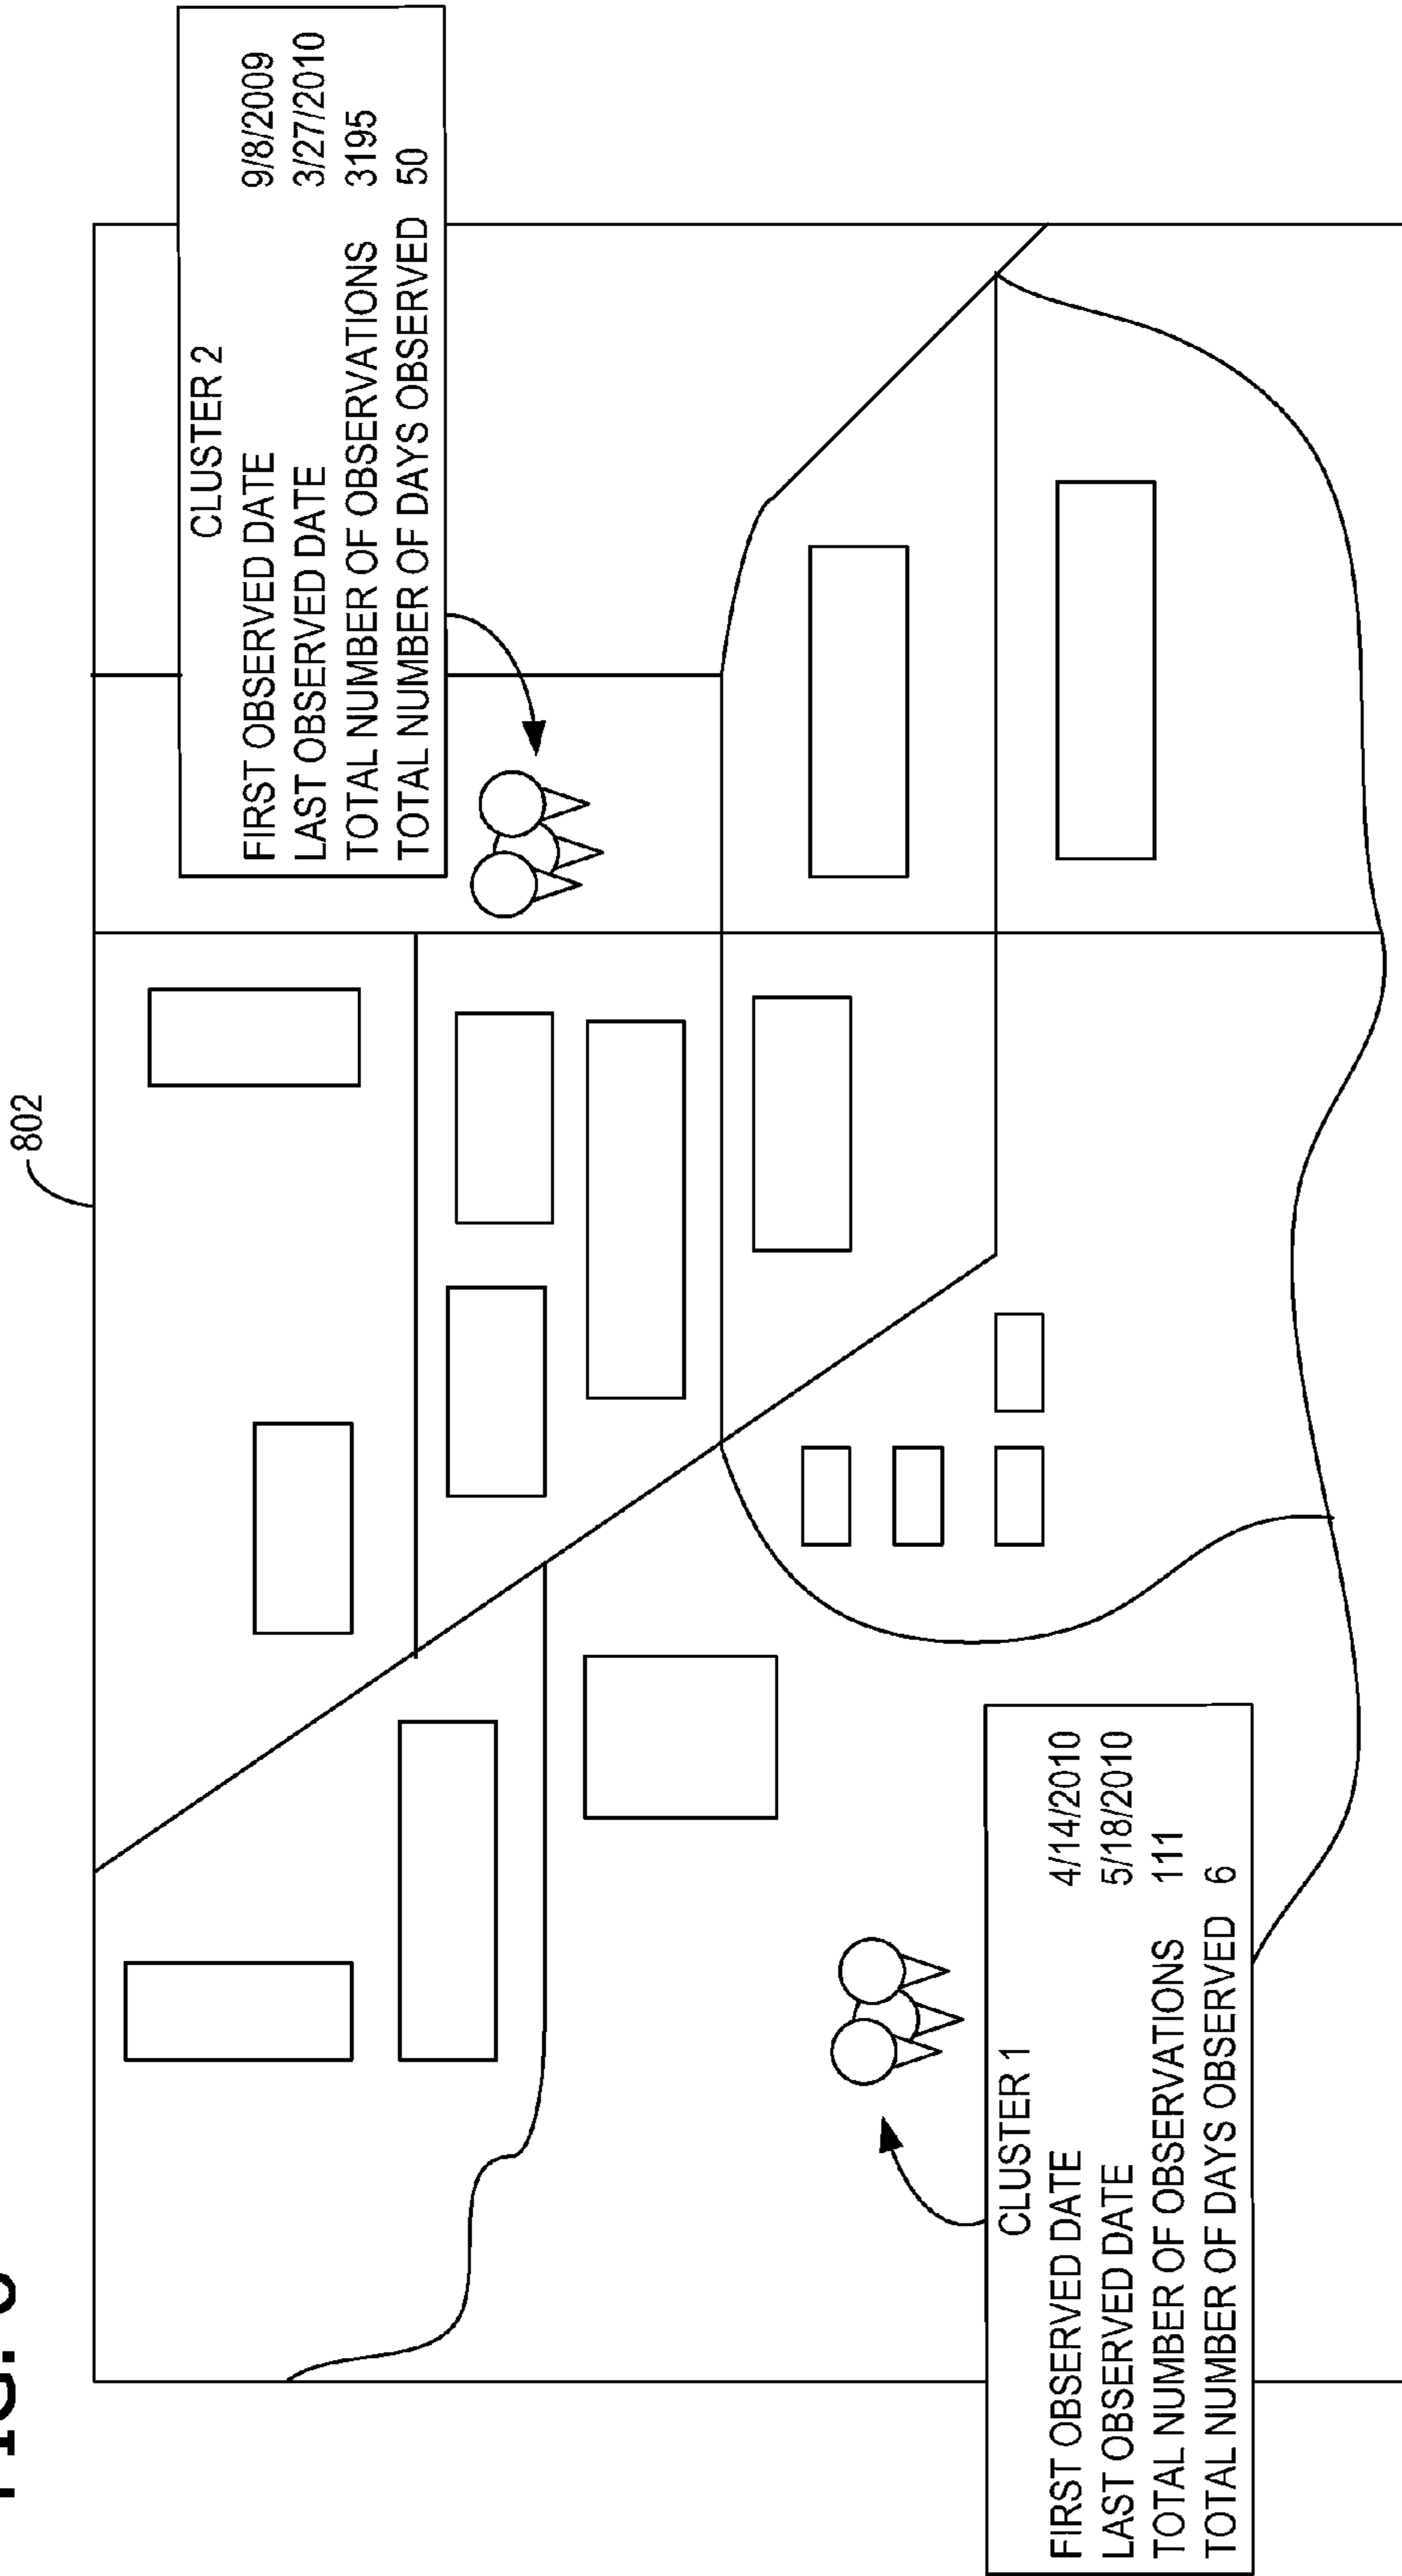 802
CLUSTER 2
FIRST OBSERVED DATE 9/8/2009
LAST OBSERVED DATE 3/27/2010
TOTAL NUMBER OF OBSERVATIONS 3195
TOTAL NUMBER OF DAYS OBSERVED 50
CLUSTER 1
FIRST OBSERVED DATE 4/14/2010
LAST OBSERVED DATE 5/18/2010
TOTAL NUMBER OF OBSERVATIONS 111
TOTAL NUMBER OF DAYS OBSERVED 6